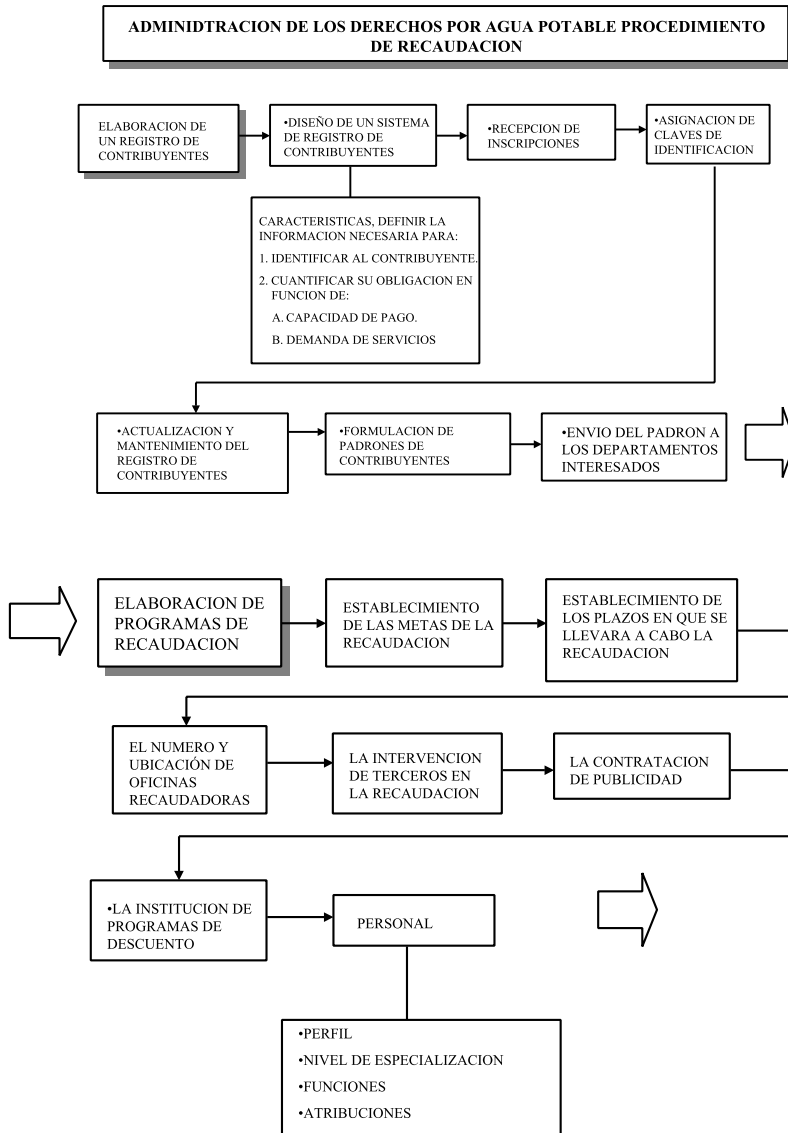 ADMINIDTRACION DE LOS DERECHOS POR AGUA POTABLE PROCEDIMIENTO
DE RECAUDACION
ELABORACION DE
UN REGISTRO DE
CONTRIBUYENTES
•DISEÑO DE UN SISTEMA
DE REGISTRO DE
CONTRIBUYENTES
•RECEPCION DE
INSCRIPCIONES
•ASIGNACION DE
CLAVES DE
IDENTIFICACION
CARACTERISTICAS, DEFINIR LA
INFORMACION NECESARIA PARA:
1. IDENTIFICAR AL CONTRIBUYENTE.
2. CUANTIFICAR SU OBLIGACION EN
FUNCION DE:
A. CAPACIDAD DE PAGO.
B. DEMANDA DE SERVICIOS
•ACTUALIZACION Y
MANTENIMIENTO DEL
REGISTRO DE
CONTRIBUYENTES
•FORMULACION DE
PADRONES DE
CONTRIBUYENTES
•ENVIO DEL PADRON A
LOS DEPARTAMENTOS
INTERESADOS
ELABORACION DE
PROGRAMAS DE
RECAUDACION
ESTABLECIMIENTO
DE LAS METAS DE LA
RECAUDACION
ESTABLECIMIENTO DE
LOS PLAZOS EN QUE SE
LLEVARA A CABO LA
RECAUDACION
EL NUMERO Y
UBICACIÓN DE
OFICINAS
RECAUDADORAS
LA INTERVENCION
DE TERCEROS EN
LA RECAUDACION
LA CONTRATACION
DE PUBLICIDAD
•LA INSTITUCION DE
PROGRAMAS DE
DESCUENTO
PERSONAL
•PERFIL
•NIVEL DE ESPECIALIZACION
•FUNCIONES
•ATRIBUCIONES